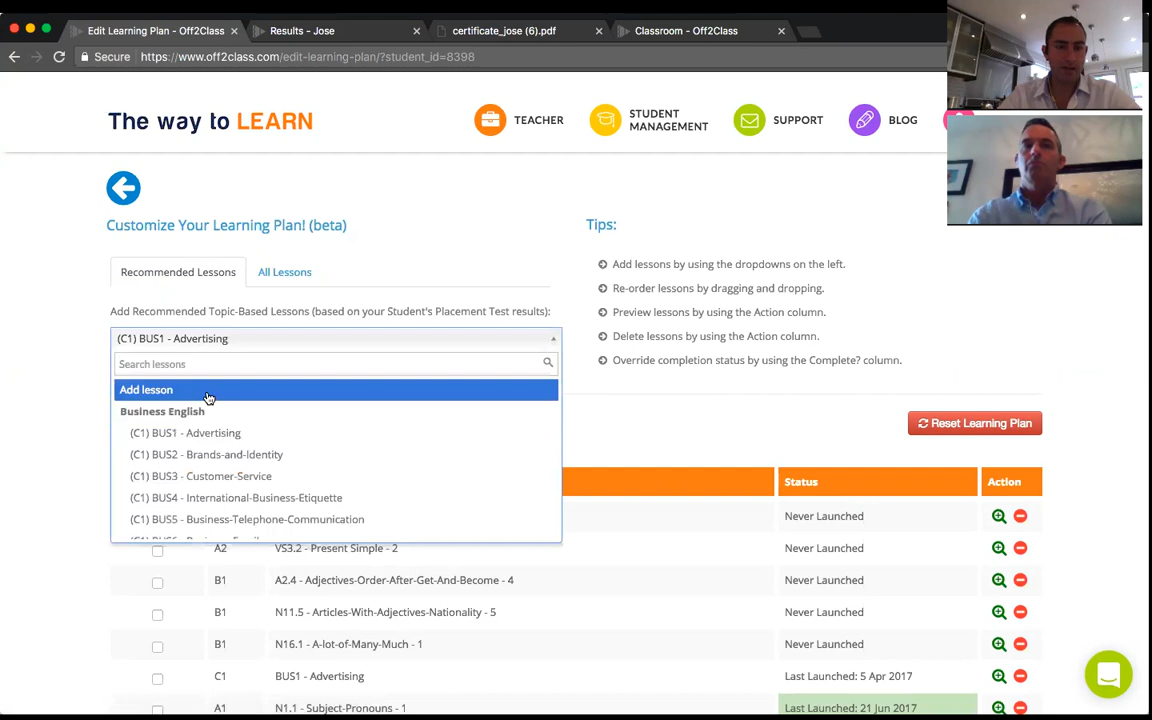 Edit Learning Plan - Off2Class
Results - Jose
certificate_jose (6).pdf
Classroom - Off2Class
Secure
https://www.off2class.com/edit-learning-plan/?student_id=8398
The way to LEARN
TEACHER
STUDENT MANAGEMENT
SUPPORT
BLOG
Customize Your Learning Plan! (beta)
Tips:
Recommended Lessons
All Lessons
Add lessons by using the dropdowns on the left.
Re-order lessons by dragging and dropping.
Add Recommended Topic-Based Lessons (based on your Student's Placement Test results):
Preview lessons by using the Action column.
(C1) BUS1 - Advertising
Delete lessons by using the Action column.
Search lessons
Override completion status by using the Complete? column.
Add lesson
Business English
(C1) BUS1 - Advertising
Reset Learning Plan
(C1) BUS2 - Brands-and-Identity
(C1) BUS3 - Customer-Service
Status
Action
(C1) BUS4 - International-Business-Etiquette
(C1) BUS5 - Business-Telephone-Communication
Never Launched
A2 VS3.2 - Present Simple - 2 Never Launched
B1 A2.4 - Adjectives-Order-After-Get-And-Become - 4 Never Launched
B1 N11.5 - Articles-With-Adjectives-Nationality - 5 Never Launched
B1 N16.1 - A-lot-of-Many-Much - 1 Never Launched
C1 BUS1 - Advertising Last Launched: 5 Apr 2017
A1 N1.1 - Subject-Pronouns - 1 Last Launched: 21 Jun 2017